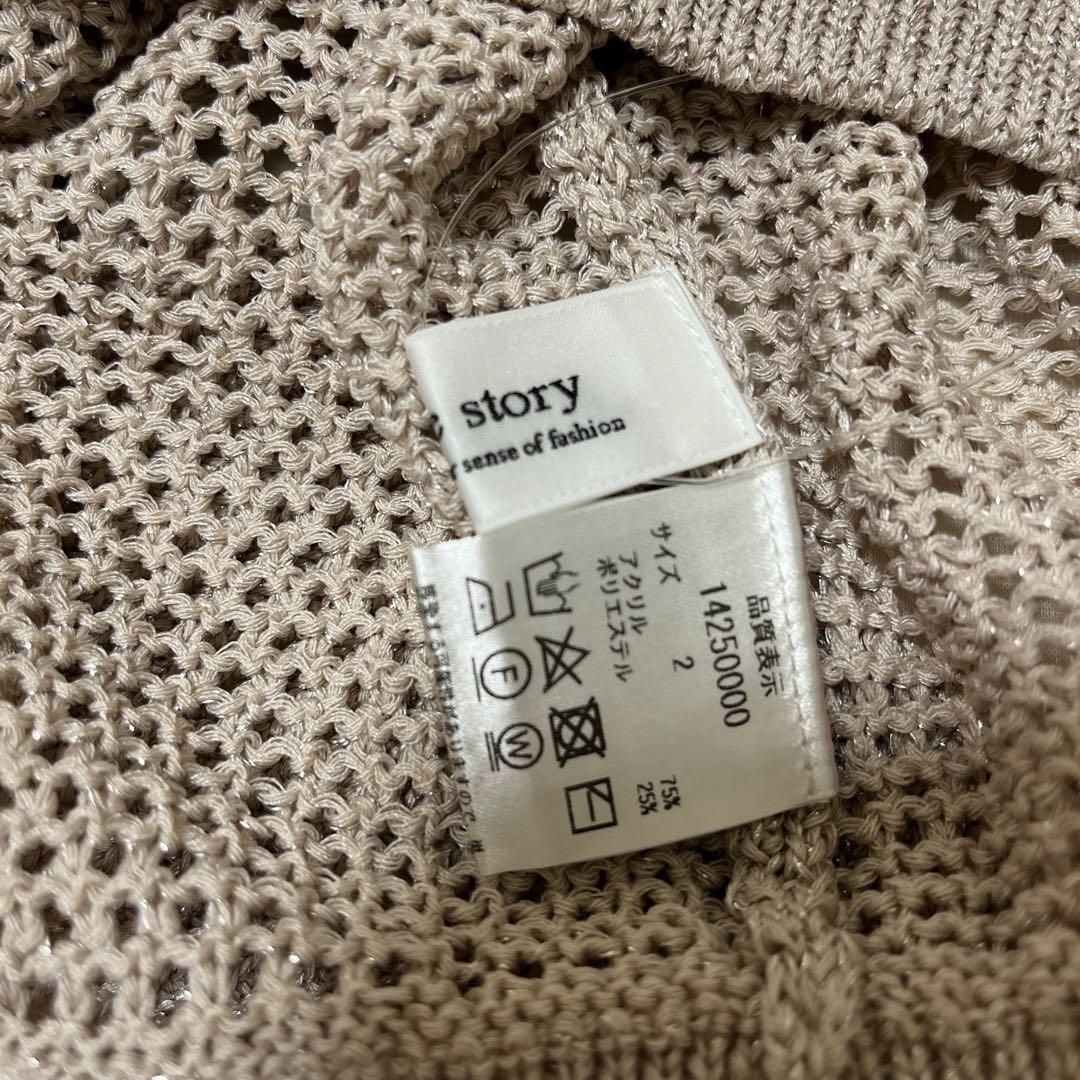 story
sense of fashion
品質表示
14250000
サイズ 2
アクリル 75%
ポリエステル 25%
F
W